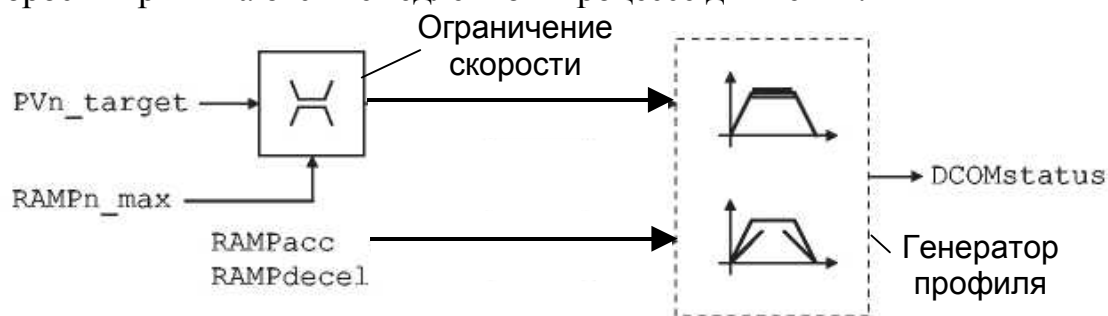 Ограничение
скорости
PVn_target
RAMPn_max
RAMPacc
RAMPdecel
DCOMstatus
Генератор
профиля